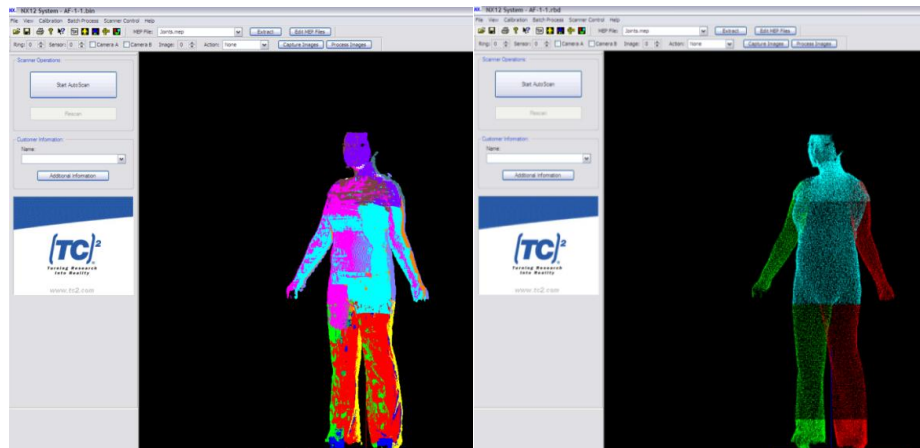 NX12 System - AF-1-1.bin
File View Calibration Batch Process Scanner Control Help
MEP File: Joints.mep Extract Edit MEP Files
Ring: 0 Sensor: 0 Camera A Camera B Image: 0 Action: None Capture Images Process Images
Scanner Operations
Start AutoScan
Rescan
Customer Information
Name:
Additional Information
(TC)²
Turning Research
Into Reality
www.tc2.com
NX12 System - AF-1-1.rbd
File View Calibration Batch Process Scanner Control Help
MEP File: Joints.mep Extract Edit MEP Files
Ring: 0 Sensor: 0 Camera A Camera B Image: 0 Action: None Capture Images Process Images
Scanner Operations
Start AutoScan
Rescan
Customer Information
Name:
Additional Information
(TC)²
Turning Research
Into Reality
www.tc2.com